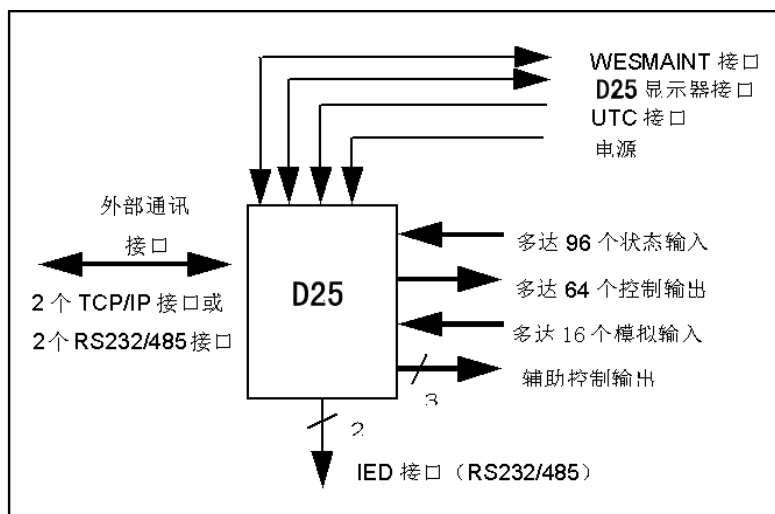 WESMAINT 接口
D25 显示器接口
UTC 接口
电源
外部通讯
接口
2 个 TCP/IP 接口或
2个 RS232/485 接口
D25
多达 96 个状态输入
多达 64 个控制输出
多达 16 个模拟输入
辅助控制输出
3
2
IED 接口（RS232/485）